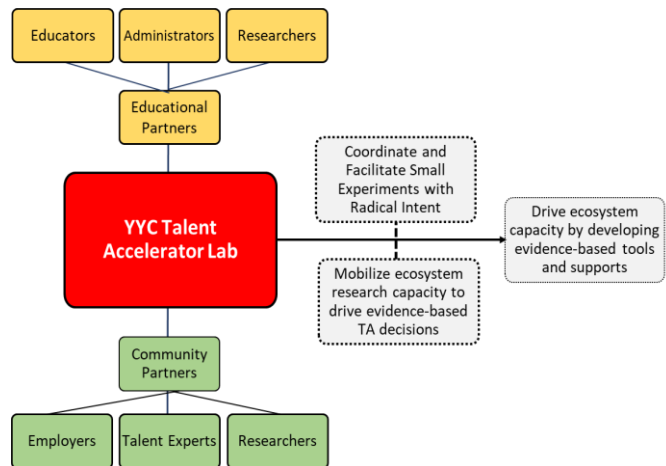 Educators
Administrators
Researchers
Educational
Partners
YYC Talent
Accelerator Lab
Coordinate and
Facilitate Small
Experiments with
Radical Intent
Mobilize ecosystem
research capacity to
drive evidence-based
TA decisions
Drive ecosystem
capacity by developing
evidence-based tools
and supports
Community
Partners
Employers
Talent Experts
Researchers